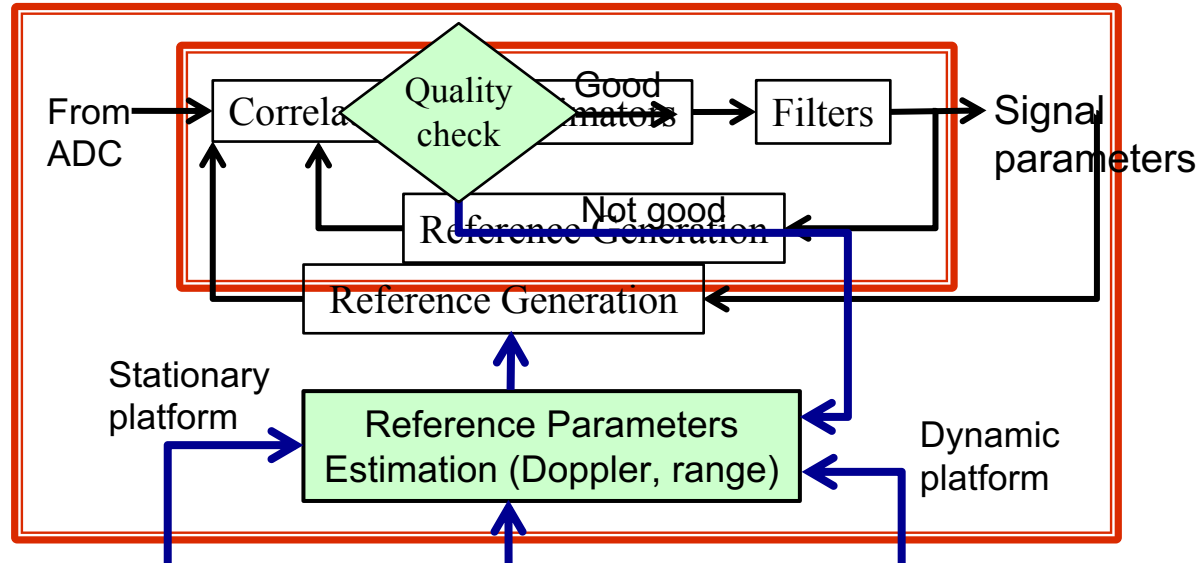 From
ADC
Correla
Quality
check
Good
imators
Filters
Signal
parameters
Not good
Reference Generation
Reference Generation
Stationary
platform
Reference Parameters
Estimation (Doppler, range)
Dynamic
platform